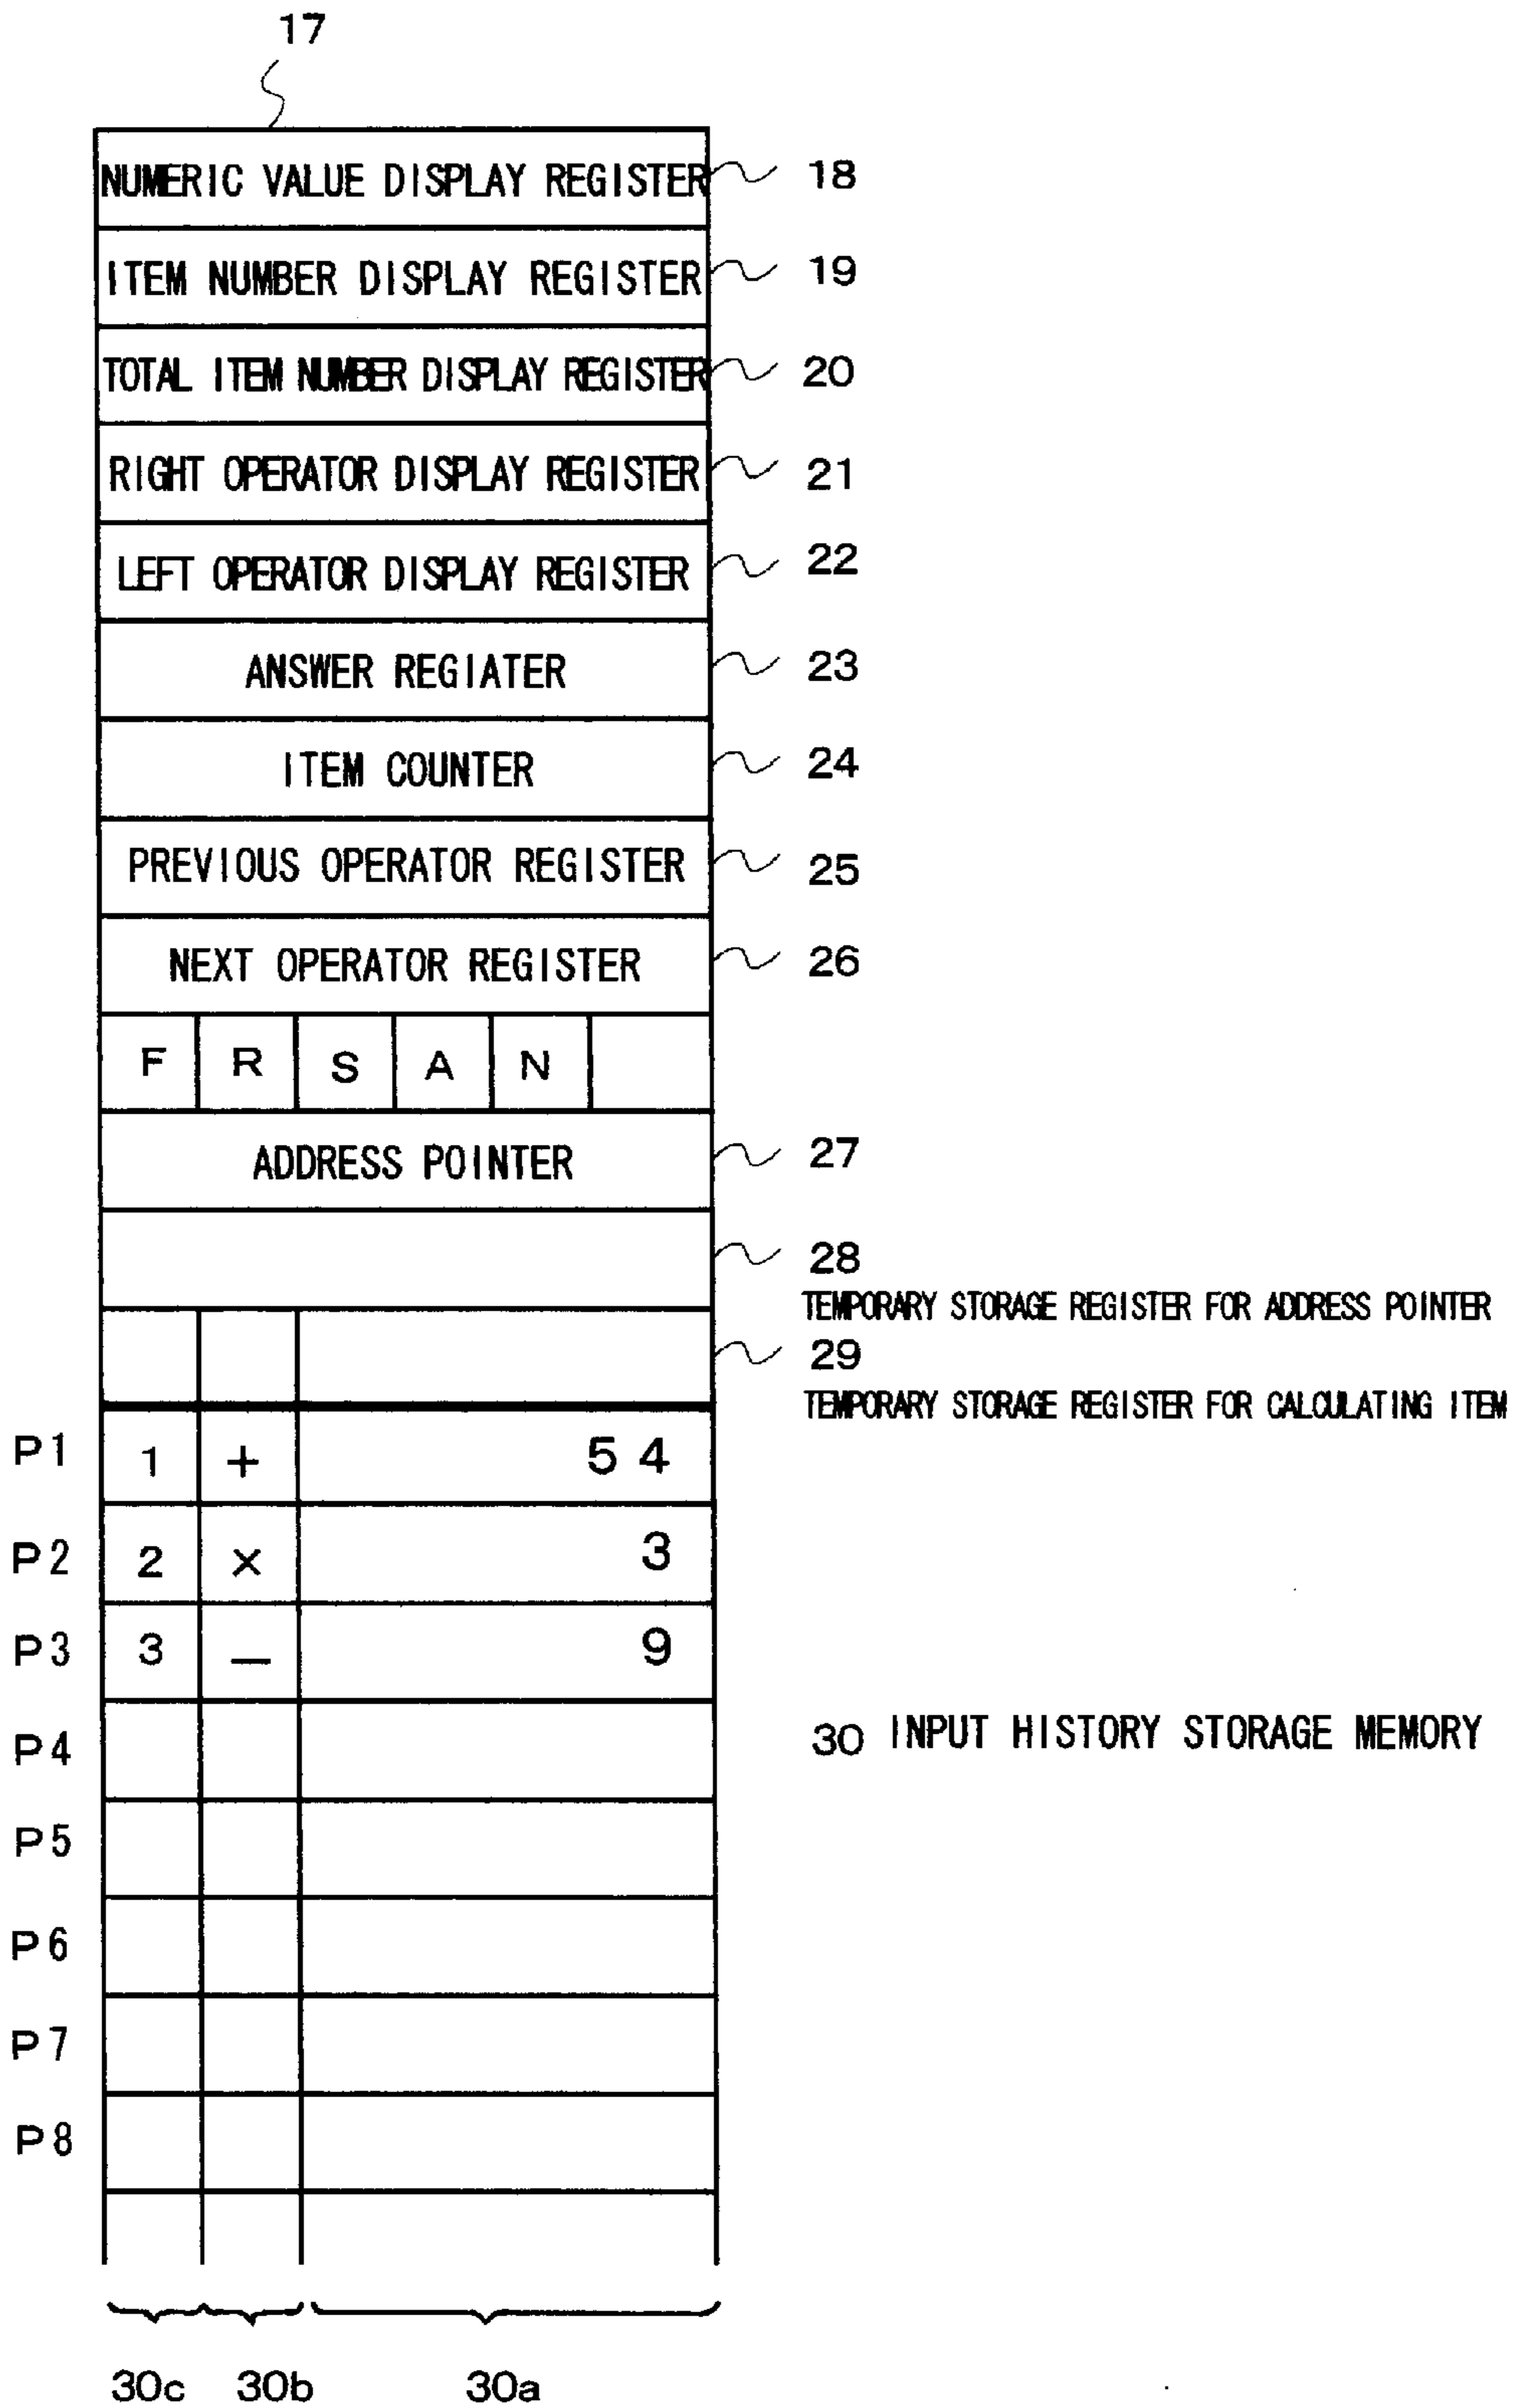 17
NUMERIC VALUE DISPLAY REGISTER 18
ITEM NUMBER DISPLAY REGISTER 19
TOTAL ITEM NUMBER DISPLAY REGISTER 20
RIGHT OPERATOR DISPLAY REGISTER 21
LEFT OPERATOR DISPLAY REGISTER 22
ANSWER REGIATER 23
ITEM COUNTER 24
PREVIOUS OPERATOR REGISTER 25
NEXT OPERATOR REGISTER 26
F R S A N
ADDRESS POINTER 27
28
TEMPORARY STORAGE REGISTER FOR ADDRESS POINTER
29
TEMPORARY STORAGE REGISTER FOR CALCULATING ITEM
P1 1 + 54
P2 2 × 3
P3 3 − 9
P4
30 INPUT HISTORY STORAGE MEMORY
P5
P6
P7
P8
30c 30b 30a